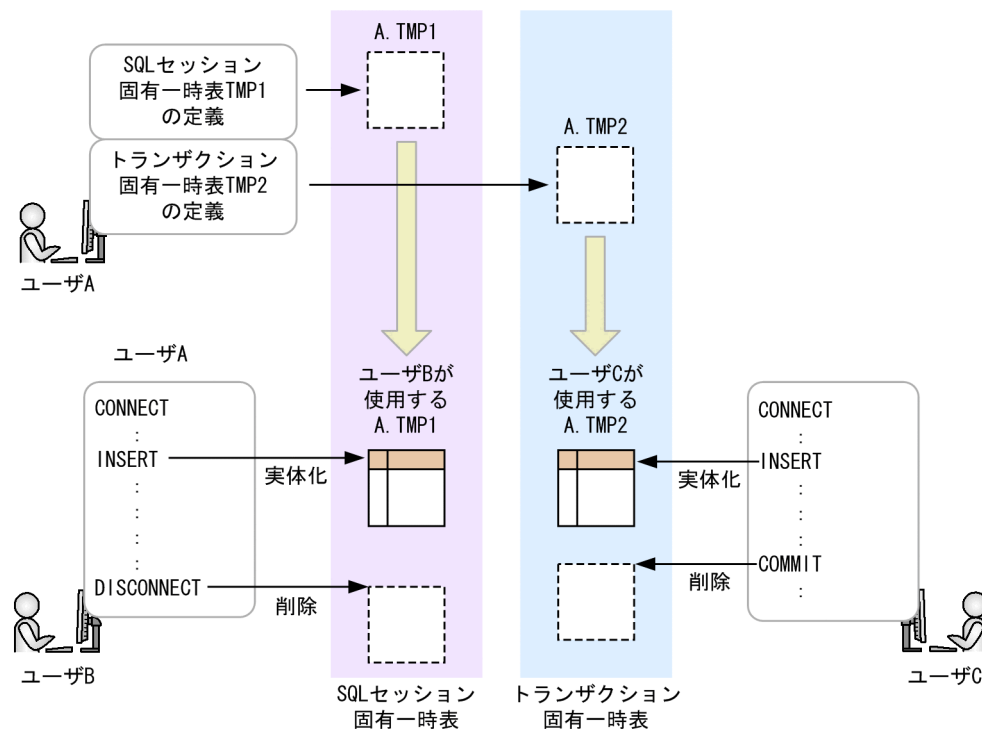 A.TMP1
SQLセッション
固有一時表TMP1
の定義
A.TMP2
トランザクション
固有一時表TMP2
の定義
ユーザA
ユーザA
ユーザBが
使用する
A.TMP1
ユーザCが
使用する
A.TMP2
CONNECT
:
INSERT
:
:
:
:
DISCONNECT
実体化
削除
CONNECT
:
INSERT
:
:
:
COMMIT
:
実体化
削除
ユーザB
ユーザC
SQLセッション
固有一時表
トランザクション
固有一時表